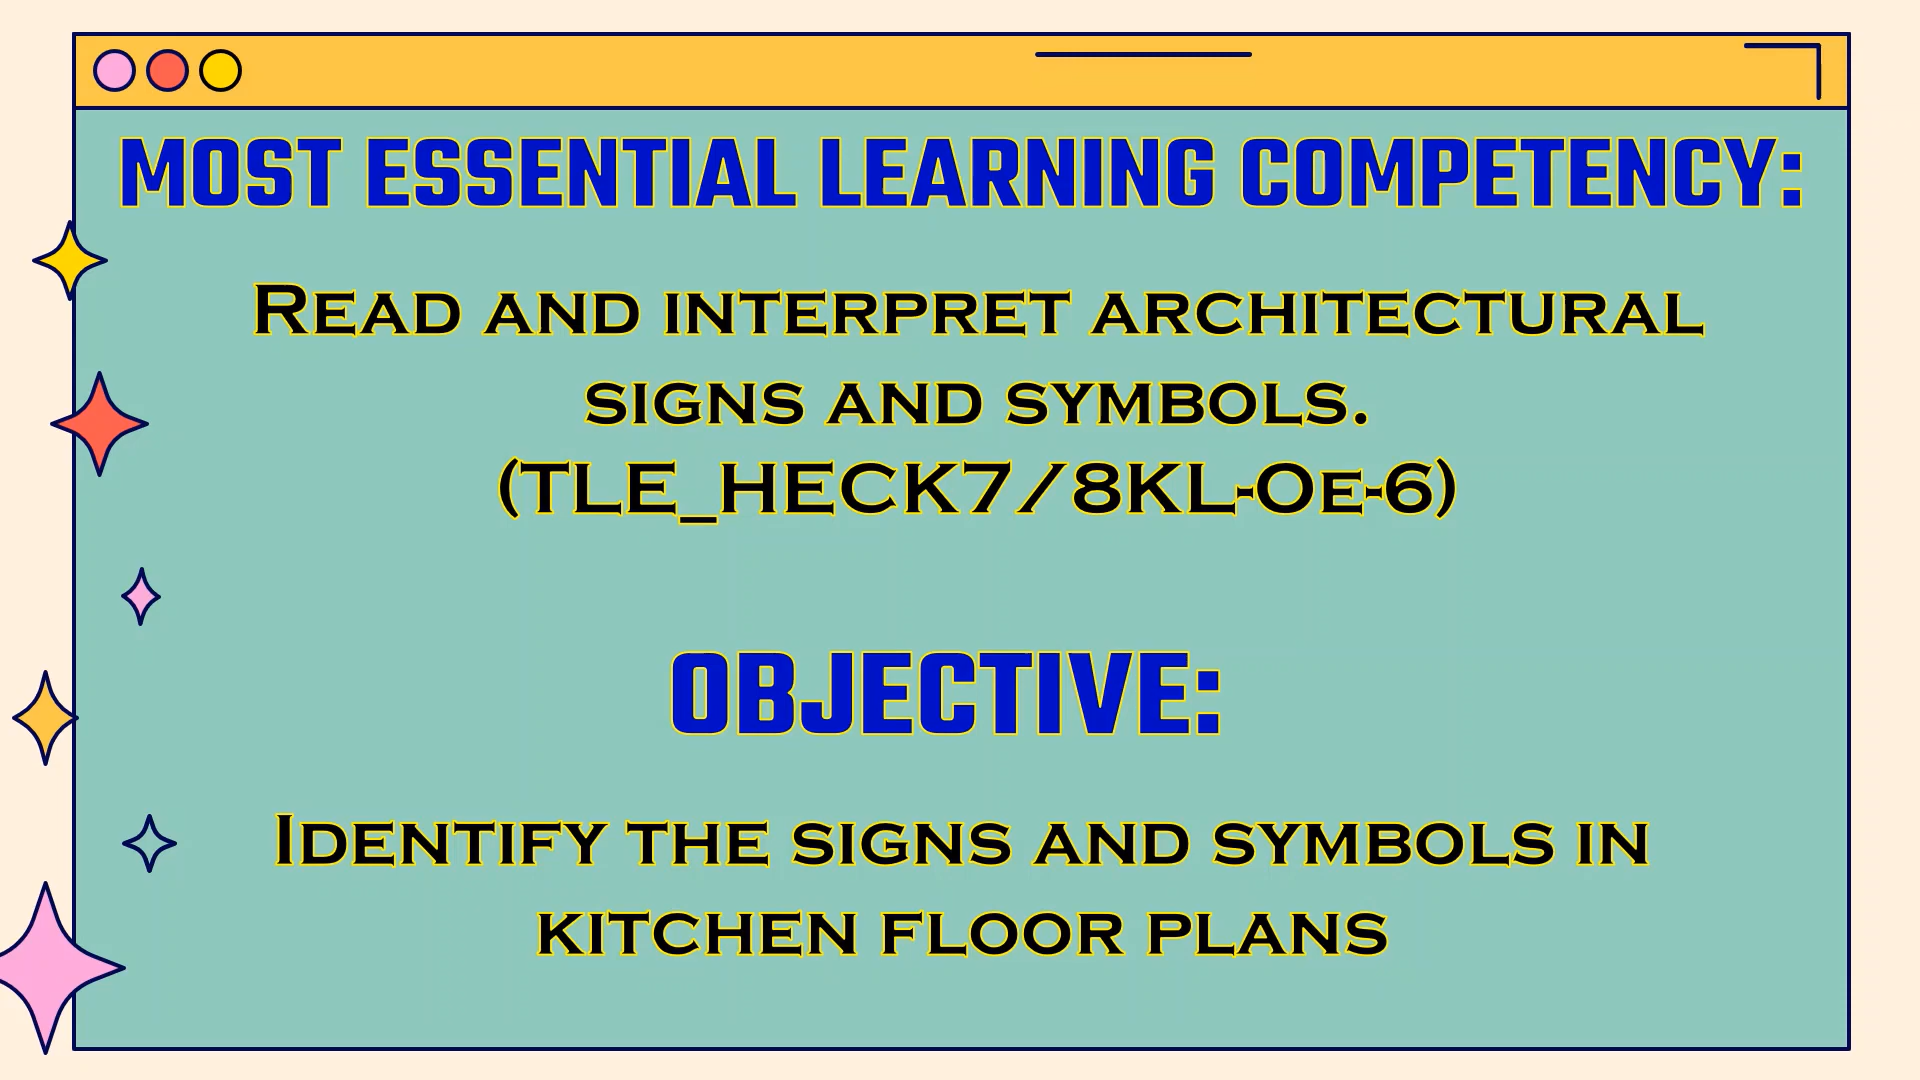 MOST ESSENTIAL LEARNING COMPETENCY:
Read and interpret architectural
signs and symbols.
(TLE_HECK7/8KL-Oe-6)
OBJECTIVE:
Identify the signs and symbols in
kitchen floor plans